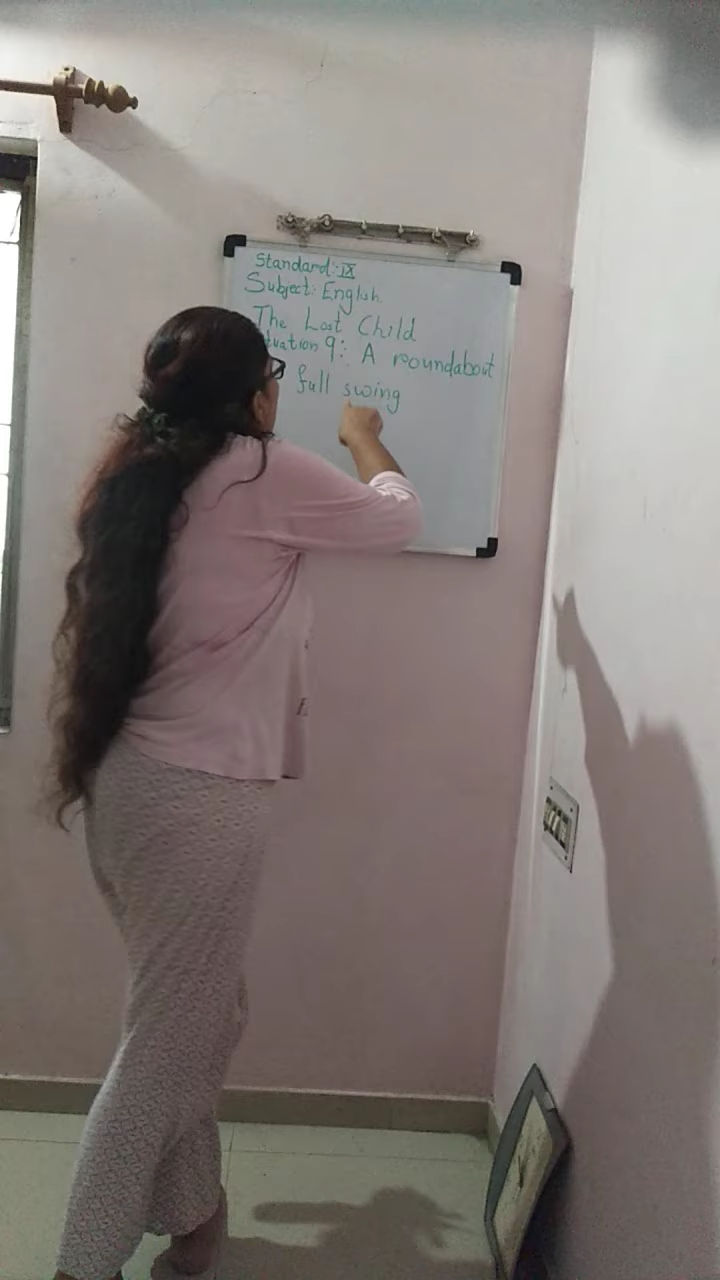 Standard: IX
Subject: English
The Lost Child
9: A roundabout
full swing